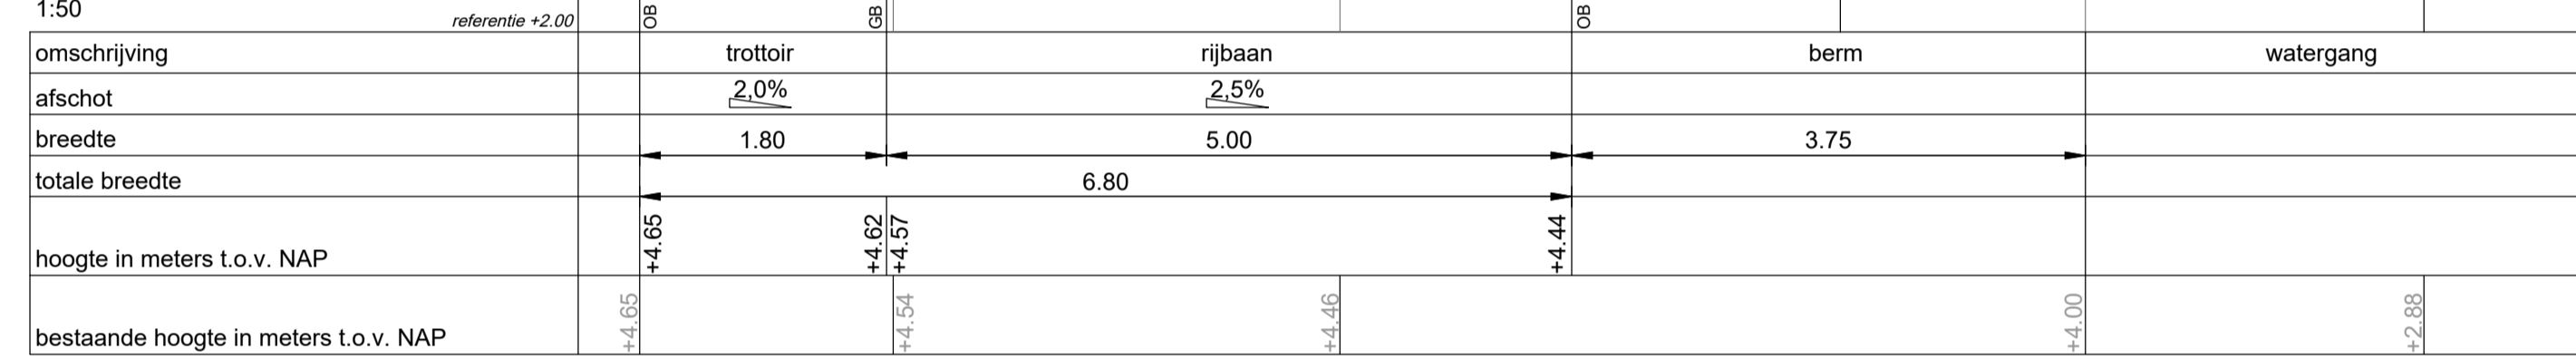 1:50
referentie +2.00
OB
GB
OB
omschrijving trottoir rijbaan berm watergang
afschot 2,0% 2,5%
breedte 1.80 5.00 3.75
totale breedte 6.80
hoogte in meters t.o.v. NAP +4.65 +4.62 +4.57 +4.44
bestaande hoogte in meters t.o.v. NAP +4.65 +4.54 +4.46 +4.00 +2.88